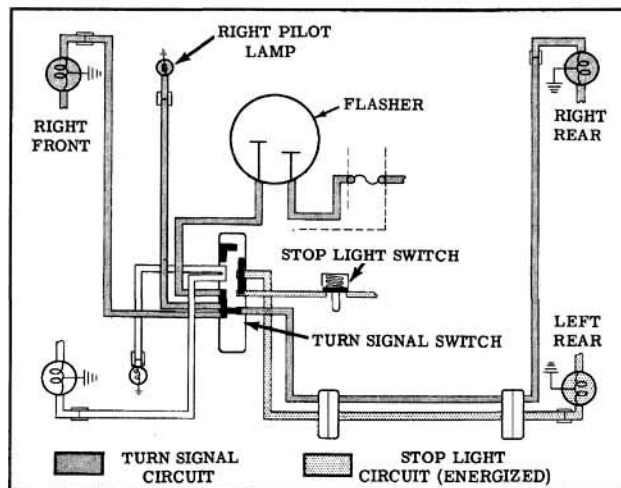 RIGHT PILOT
LAMP
FLASHER
RIGHT
FRONT
RIGHT
REAR
STOP LIGHT SWITCH
TURN SIGNAL SWITCH
LEFT
REAR
TURN SIGNAL
CIRCUIT
STOP LIGHT
CIRCUIT (ENERGIZED)